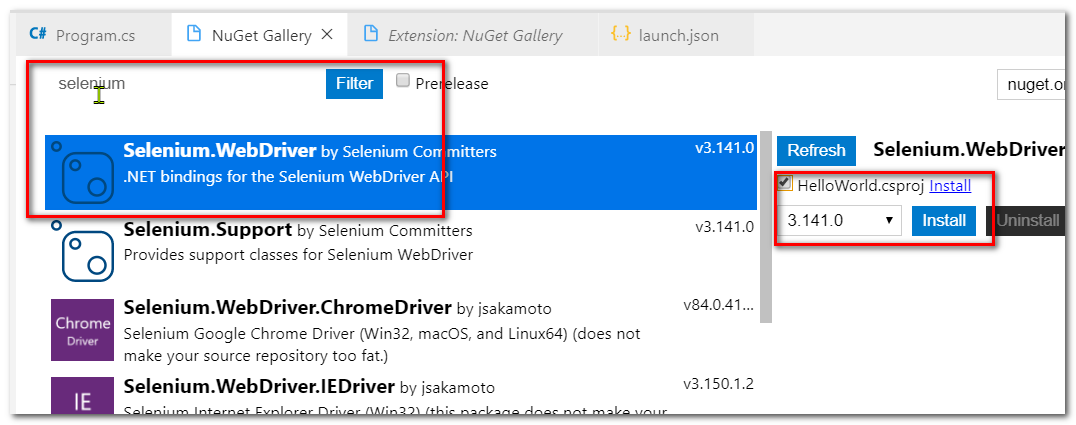 C# Program.cs
NuGet Gallery
Extension: NuGet Gallery
{..} launch.json
selenium
Filter
Prerelease
nuget.or
Selenium.WebDriver by Selenium Committers
v3.141.0
.NET bindings for the Selenium WebDriver API
Selenium.Support by Selenium Committers
v3.141.0
Provides support classes for Selenium WebDriver
Chrome
Driver
Selenium.WebDriver.ChromeDriver by jsakamoto
v84.0.41...
Selenium Google Chrome Driver (Win32, macOS, and Linux64) (does not
make your source repository too fat.)
IE
Selenium.WebDriver.IEDriver by jsakamoto
v3.150.1.2
Selenium Internet Explorer Driver (Win32) (this package does not make your
Refresh
Selenium.WebDriver
HelloWorld.csproj Install
3.141.0
Install
Uninstall